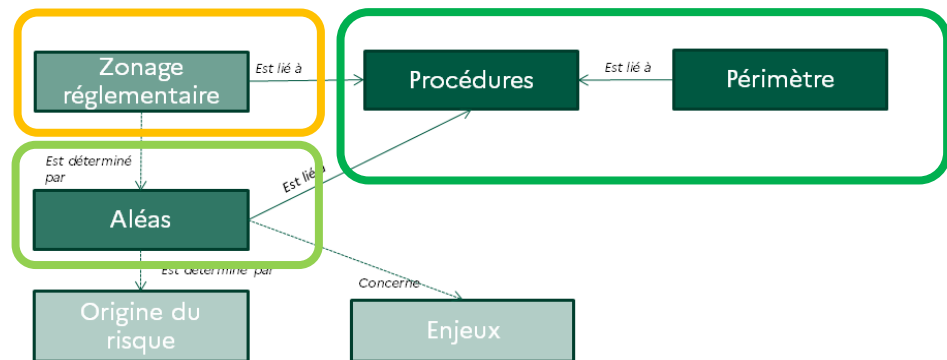 Zonage
réglementaire
Est lié à
Procédures
Est lié à
Périmètre
Est déterminé
par
Est lié à
Aléas
Est déterminé par
Concerne
Origine du
risque
Enjeux